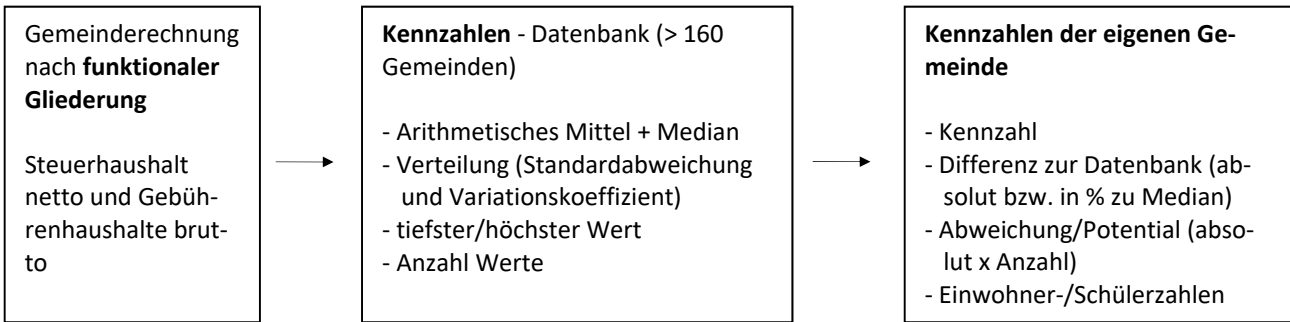 Gemeinderechnung
nach funktionaler
Gliederung
Steuerhaushalt
netto und Gebüh-
renhaushalte brut-
to
Kennzahlen - Datenbank (> 160
Gemeinden)
- Arithmetisches Mittel + Median
- Verteilung (Standardabweichung
und Variationskoeffizient)
- tiefster/höchster Wert
- Anzahl Werte
Kennzahlen der eigenen Ge-
meinde
- Kennzahl
- Differenz zur Datenbank (ab-
solut bzw. in % zu Median)
- Abweichung/Potential (abso-
lut x Anzahl)
- Einwohner-/Schülerzahlen